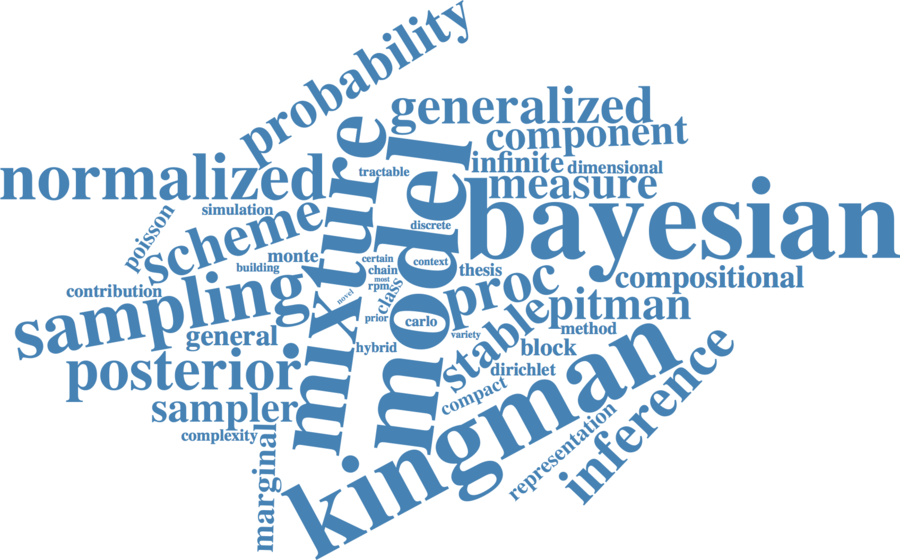 probability
generalized
component
normalized
mixture
model
infinite
dimensional
tractable
measure
bayesian
simulation
scheme
poisson
discrete
monte
building
certain
context
chain
most
rpm
class
thesis
compositional
contribution
sampling
novel
proc
pitman
prior
carlo
stable
method
variety
general
hybrid
block
posterior
kingman
inference
dirichlet
compact
sampler
representation
complexity
marginal